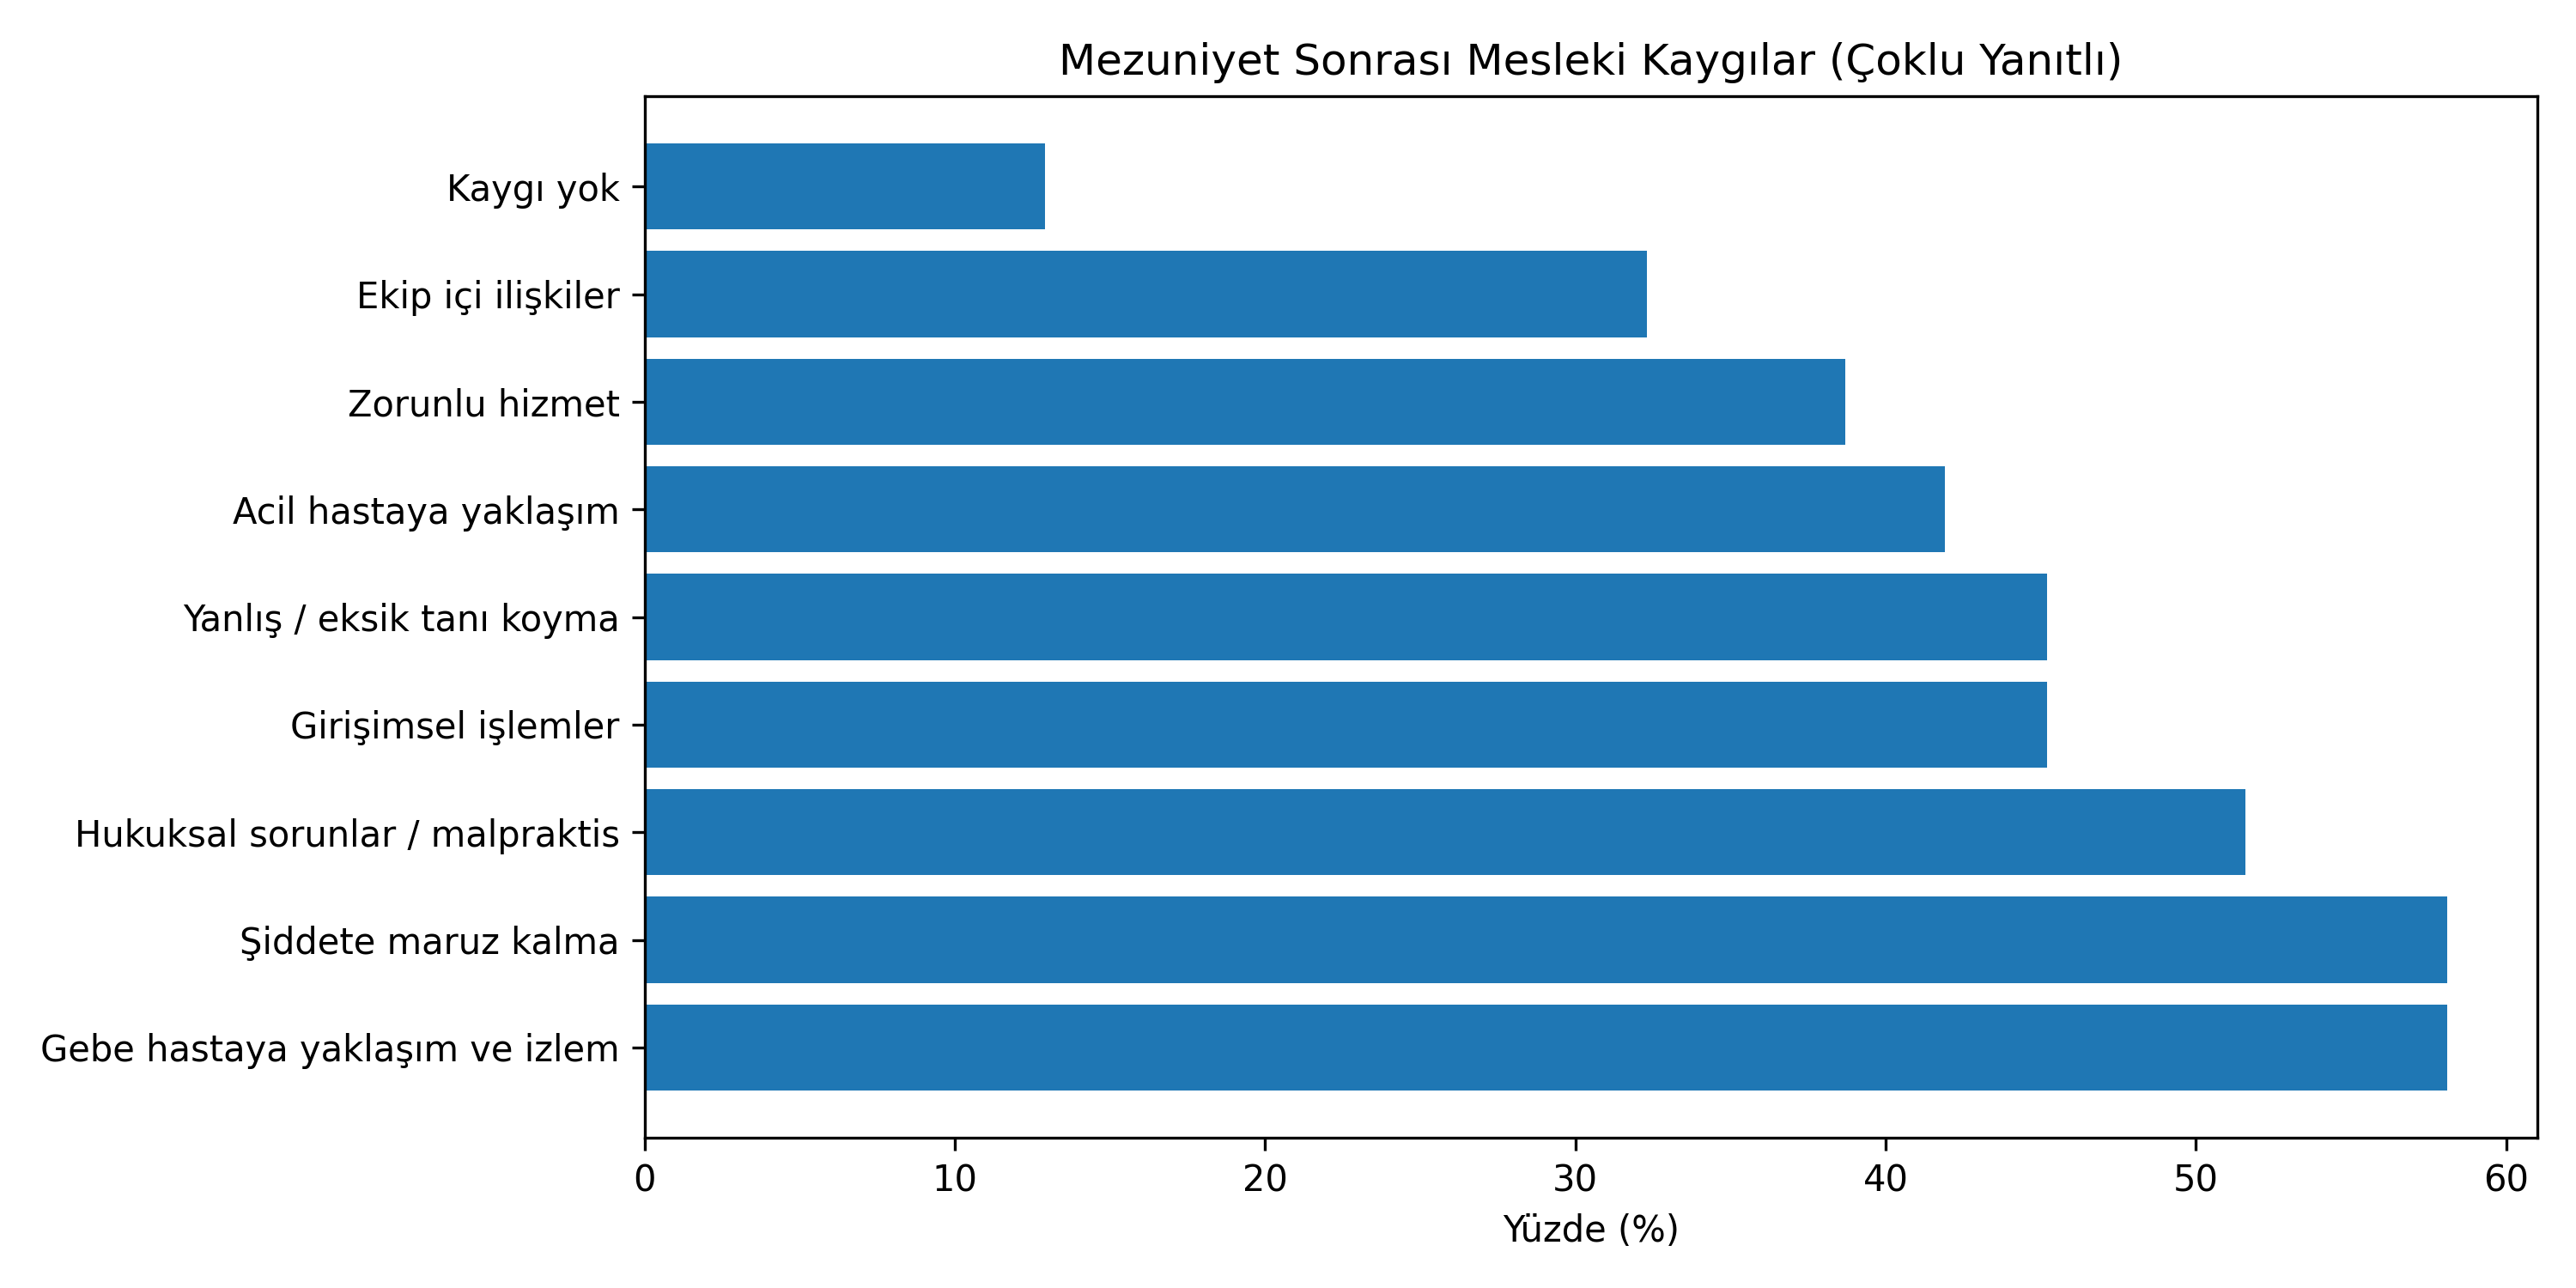 Mezuniyet Sonrası Mesleki Kaygılar (Çoklu Yanıtlı)
Kaygı yok
Ekip içi ilişkiler
Zorunlu hizmet
Acil hastaya yaklaşım
Yanlış / eksik tanı koyma
Girişimsel işlemler
Hukuksal sorunlar / malpraktis
Şiddete maruz kalma
Gebe hastaya yaklaşım ve izlem
0 10 20 30 40 50 60
Yüzde (%)